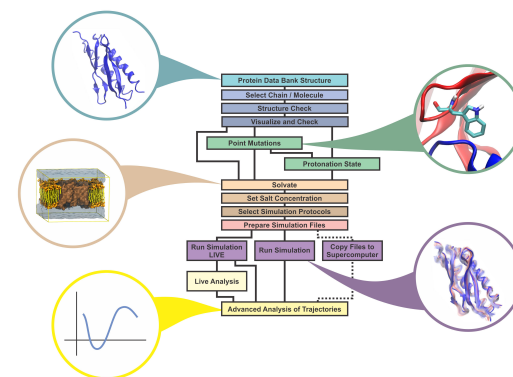 Protein Data Bank Structure
Select Chain / Molecule
Structure Check
Visualize and Check
Point Mutations
Protonation State
Solvate
Set Salt Concentration
Select Simulation Protocols
Prepare Simulation Files
Run Simulation
LIVE
Run Simulation
Copy Files to
Supercomputer
Live Analysis
Advanced Analysis of Trajectories